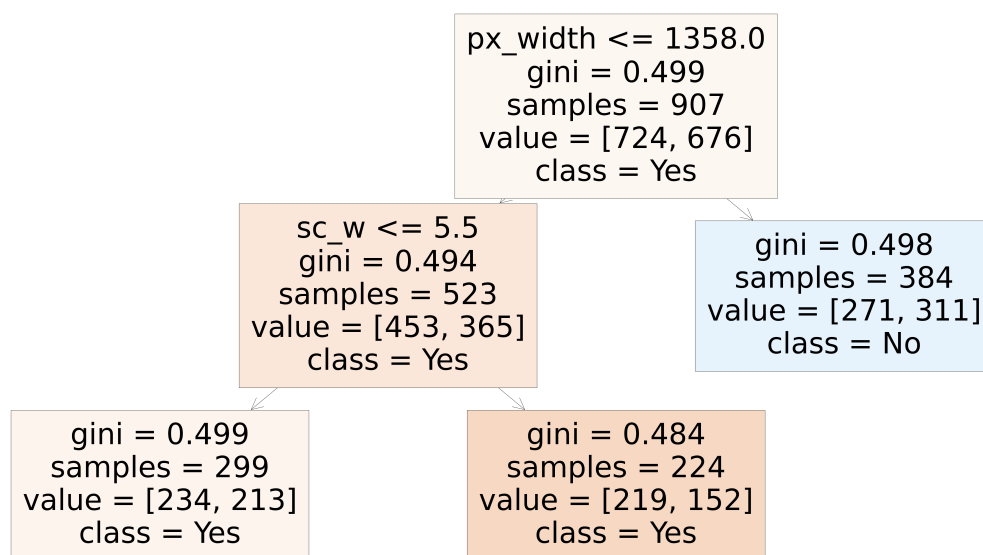 px_width <= 1358.0
gini = 0.499
samples = 907
value = [724, 676]
class = Yes
sc_w <= 5.5
gini = 0.494
samples = 523
value = [453, 365]
class = Yes
gini = 0.498
samples = 384
value = [271, 311]
class = No
gini = 0.499
samples = 299
value = [234, 213]
class = Yes
gini = 0.484
samples = 224
value = [219, 152]
class = Yes